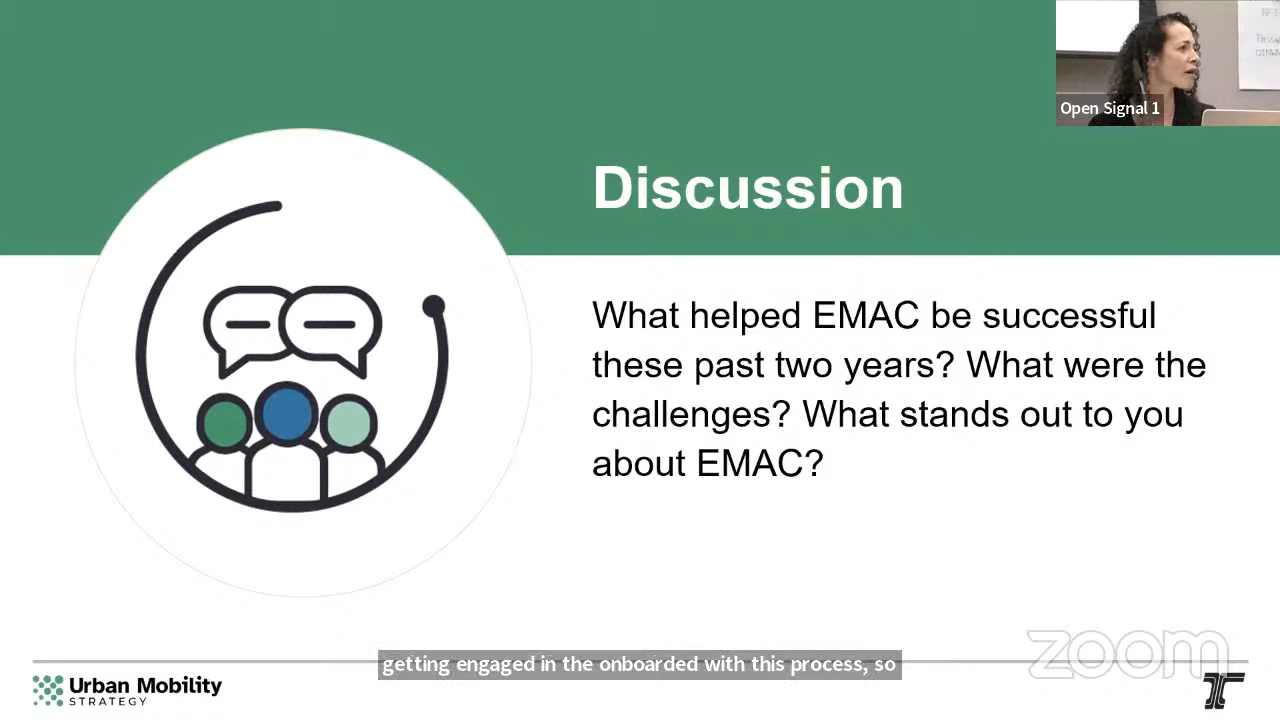 Open Signal 1
Discussion
What helped EMAC be successful
these past two years? What were the
challenges? What stands out to you
about EMAC?
getting engaged in the onboarded with this process, so
zoom
Urban Mobility
STRATEGY